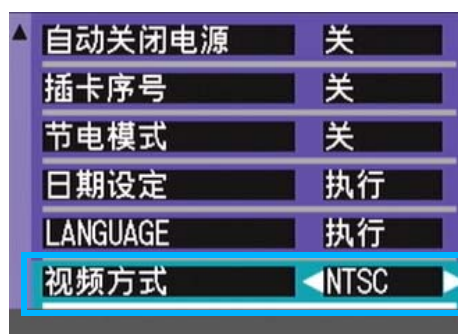 自动关闭电源 关
插卡序号 关
节电模式 关
日期设定 执行
LANGUAGE 执行
视频方式 NTSC